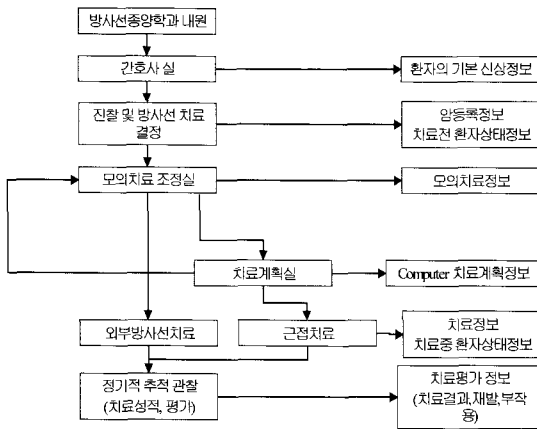 방사선종양학과 내원
간호사 실
환자의 기본 신상정보
진찰 및 방사선 치료
결정
암등록정보
치료전 환자상태정보
모의치료 조정실
모의치료정보
치료계획실
Computer 치료계획정보
외부방사선치료
근접치료
치료정보
치료중 환자상태정보
정기적 추적 관찰
(치료성적, 평가)
치료평가 정보
(치료결과,재발,부작
용)